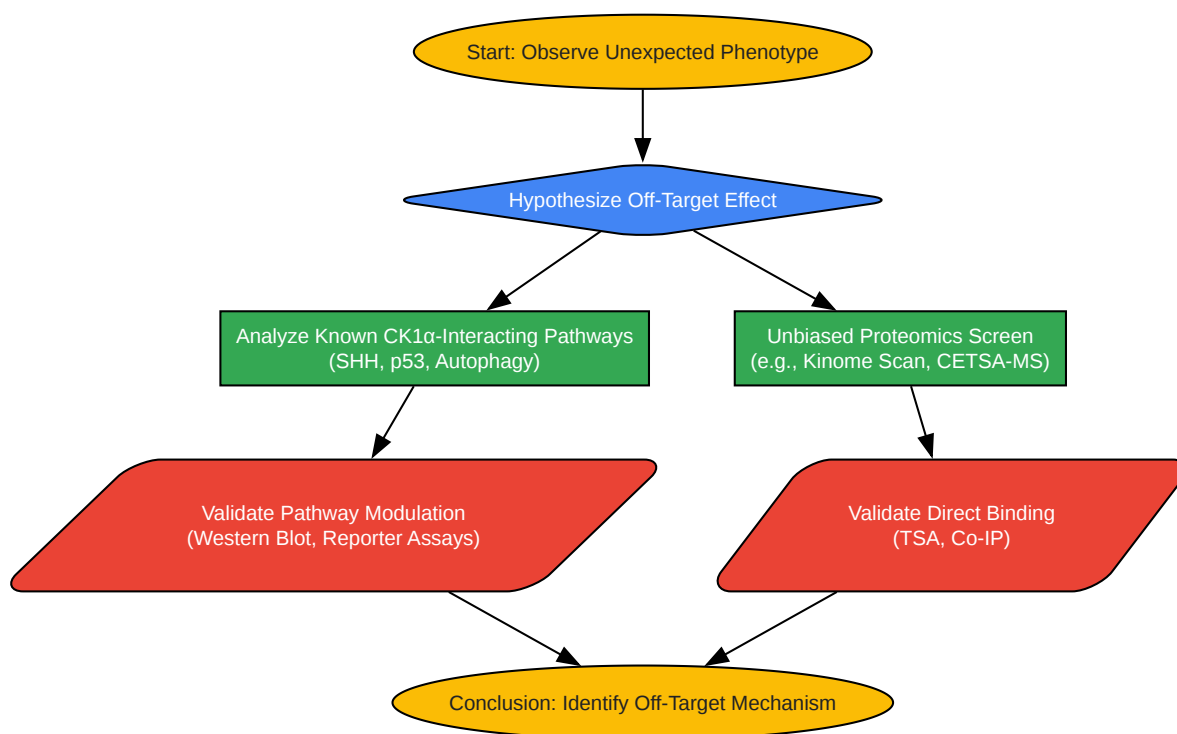 Start: Observe Unexpected Phenotype
Hypothesize Off-Target Effect
Analyze Known CK1α-Interacting Pathways
(SHH, p53, Autophagy)
Unbiased Proteomics Screen
(e.g., Kinome Scan, CETSA-MS)
Validate Pathway Modulation
(Western Blot, Reporter Assays)
Validate Direct Binding
(TSA, Co-IP)
Conclusion: Identify Off-Target Mechanism